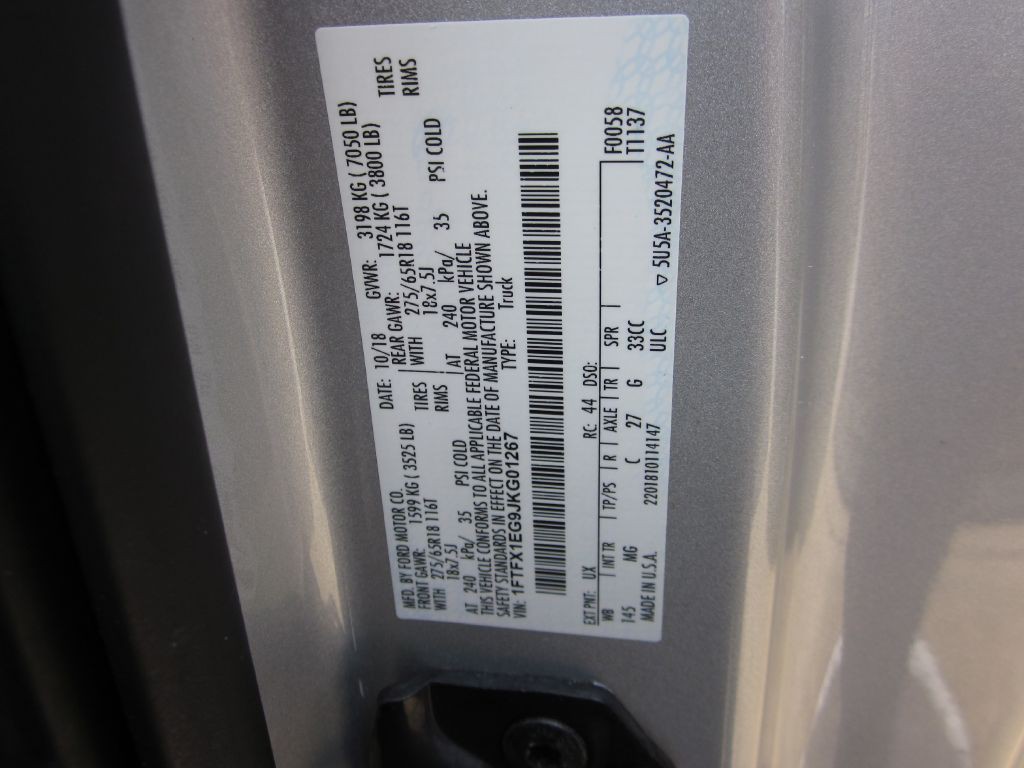 MFD. BY FORD MOTOR CO. DATE: 10/18 GVWR: 3198 KG ( 7050 LB)
FRONT GAWR: 1599 KG ( 3525 LB) REAR GAWR: 1724 KG ( 3800 LB)
WITH 275/65R18 116T TIRES WITH 275/65R18 116T TIRES
18x7.5J RIMS 18x7.5J RIMS
AT 240 kPa/ 35 PSI COLD AT 240 kPa/ 35 PSI COLD
THIS VEHICLE CONFORMS TO ALL APPLICABLE FEDERAL MOTOR VEHICLE
SAFETY STANDARDS IN EFFECT ON THE DATE OF MANUFACTURE SHOWN ABOVE.
VIN: 1FTFX1EG9JKG01267 TYPE: Truck
EXT PNT: UX RC: 44 DSO: F0058
WB INT TR TP/PS R AXLE TR SPR T1137
145 MG C 27 G 33CC
MADE IN U.S.A. 2201810114147 ULC ▽ 5U5A-3520472-AA